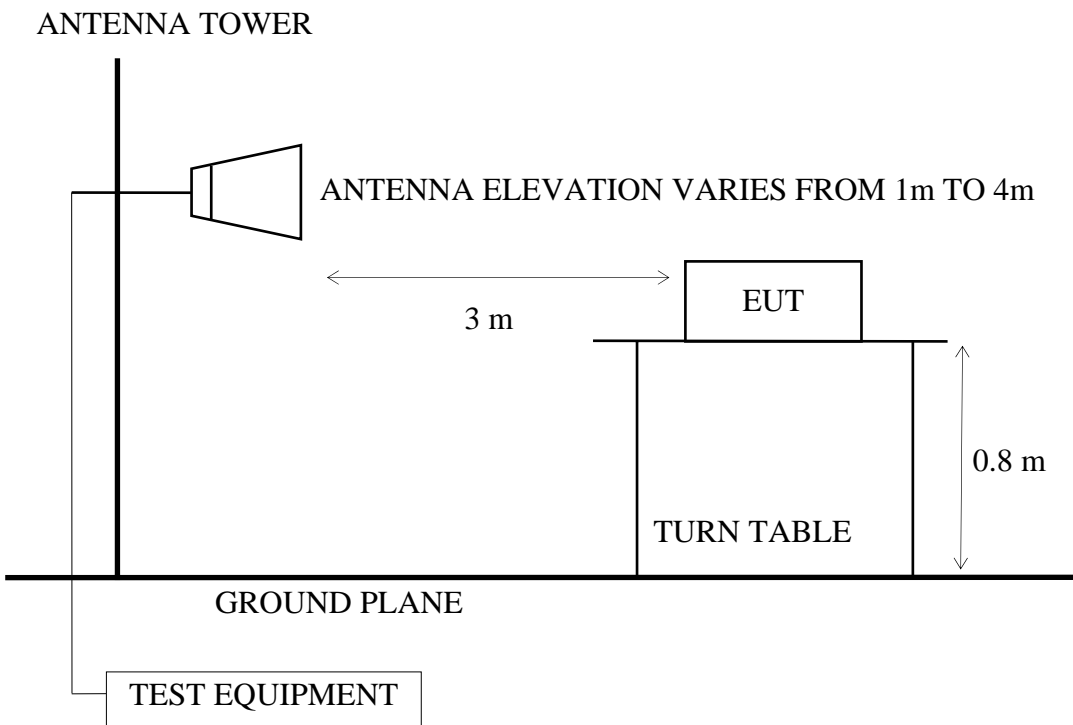 ANTENNA TOWER
ANTENNA ELEVATION VARIES FROM 1m TO 4m
EUT
3 m
0.8 m
TURN TABLE
GROUND PLANE
TEST EQUIPMENT